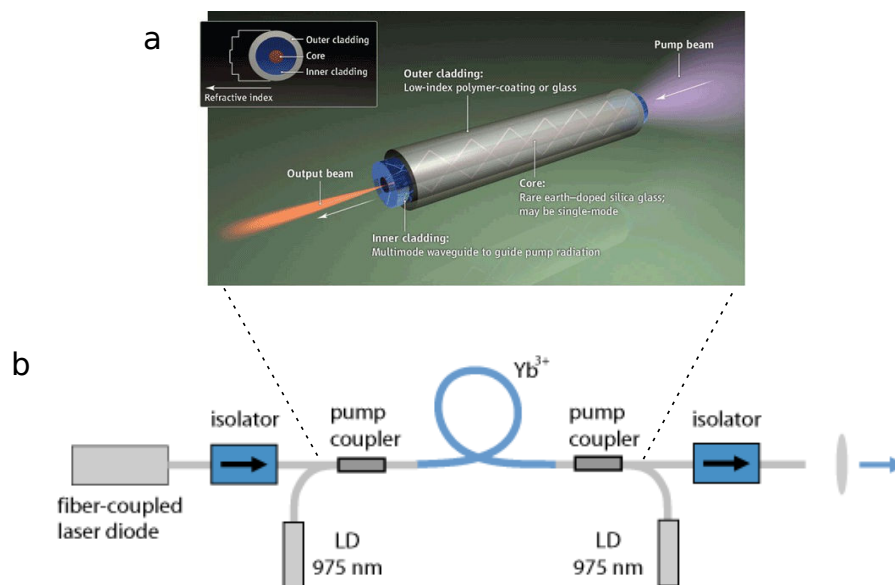 a
Outer cladding
Core
Inner cladding
Refractive index
Pump beam
Outer cladding:
Low-index polymer-coating or glass
Output beam
Core:
Rare earth–doped silica glass;
may be single-mode
Inner cladding:
Multimode waveguide to guide pump radiation
b
Yb³⁺
isolator
pump
coupler
pump
coupler
isolator
fiber-coupled
laser diode
LD
975 nm
LD
975 nm